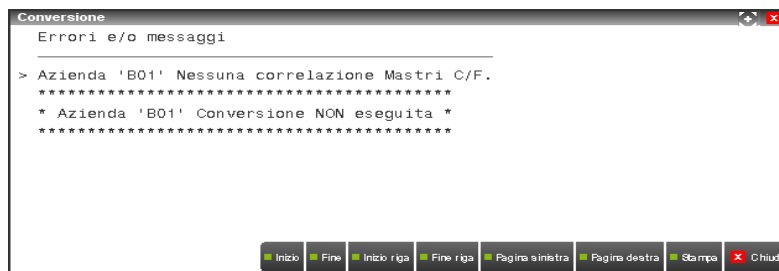 Conversione
Errori e/o messaggi
> Azienda 'B01' Nessuna correlazione Mastri C/F.
******************************************
* Azienda 'B01' Conversione NON eseguita *
******************************************
Inizio Fine Inizio riga Fine riga Pagina sinistra Pagina destra Stampa Chiud